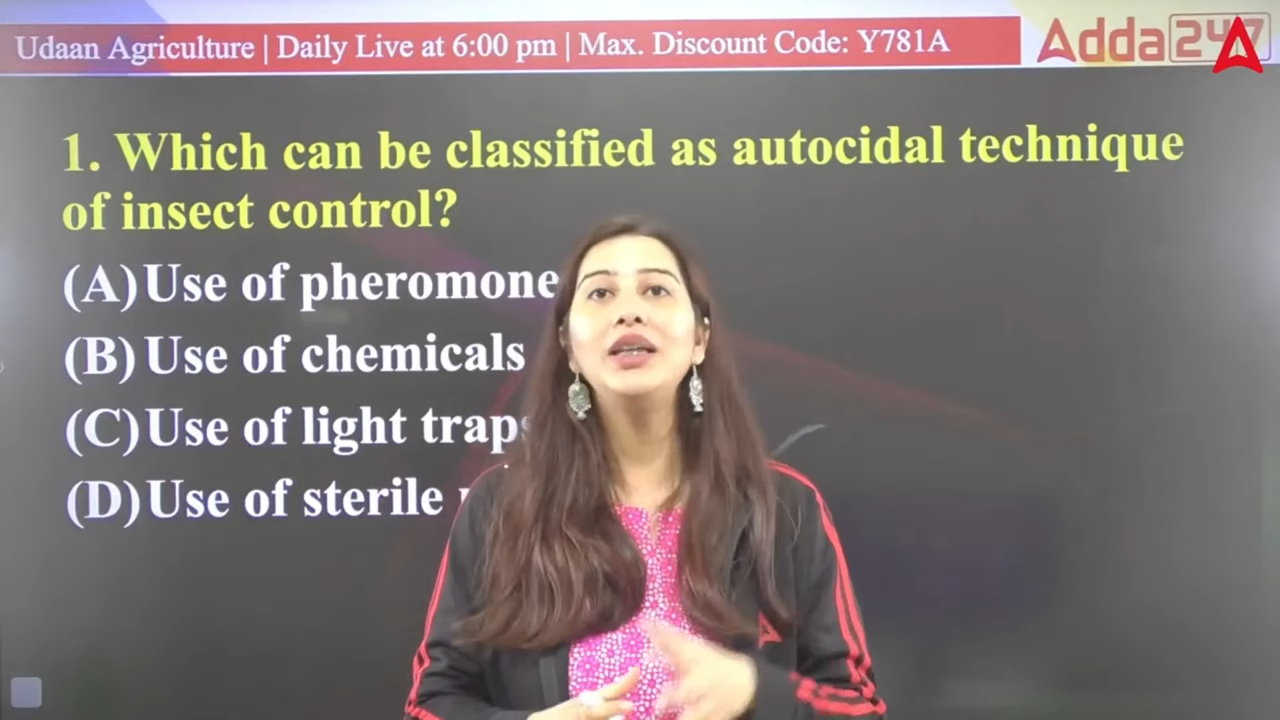 Udaan Agriculture | Daily Live at 6:00 pm | Max. Discount Code: Y781A
Adda247
1. Which can be classified as autocidal technique
of insect control?
(A) Use of pheromone
(B) Use of chemicals
(C) Use of light traps
(D) Use of sterile